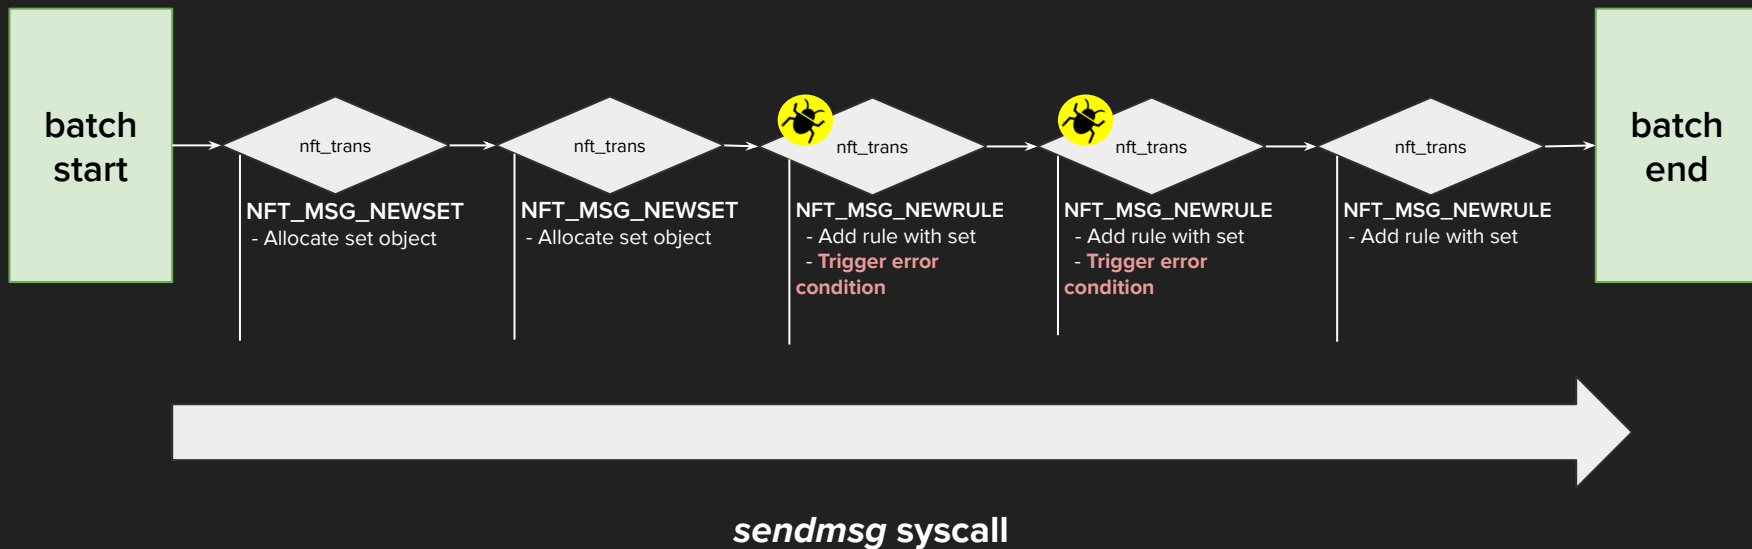 batch
start
nft_trans
NFT_MSG_NEWSET
- Allocate set object
nft_trans
NFT_MSG_NEWSET
- Allocate set object
nft_trans
NFT_MSG_NEWRULE
- Add rule with set
- Trigger error
condition
nft_trans
NFT_MSG_NEWRULE
- Add rule with set
- Trigger error
condition
nft_trans
NFT_MSG_NEWRULE
- Add rule with set
batch
end
sendmsg syscall